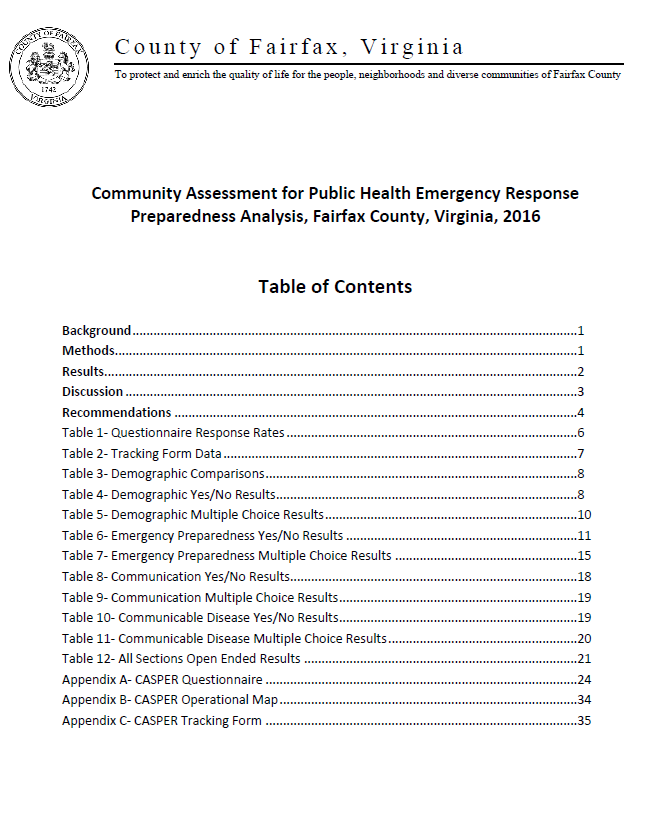 COUNTY OF FAIRFAX
1742
VIRGINIA
County of Fairfax, Virginia
To protect and enrich the quality of life for the people, neighborhoods and diverse communities of Fairfax County
Community Assessment for Public Health Emergency Response
Preparedness Analysis, Fairfax County, Virginia, 2016
Table of Contents
Background 1
Methods 1
Results 2
Discussion 3
Recommendations 4
Table 1- Questionnaire Response Rates 6
Table 2- Tracking Form Data 7
Table 3- Demographic Comparisons 8
Table 4- Demographic Yes/No Results 8
Table 5- Demographic Multiple Choice Results 10
Table 6- Emergency Preparedness Yes/No Results 11
Table 7- Emergency Preparedness Multiple Choice Results 15
Table 8- Communication Yes/No Results 18
Table 9- Communication Multiple Choice Results 19
Table 10- Communicable Disease Yes/No Results 19
Table 11- Communicable Disease Multiple Choice Results 20
Table 12- All Sections Open Ended Results 21
Appendix A- CASPER Questionnaire 24
Appendix B- CASPER Operational Map 34
Appendix C- CASPER Tracking Form 35